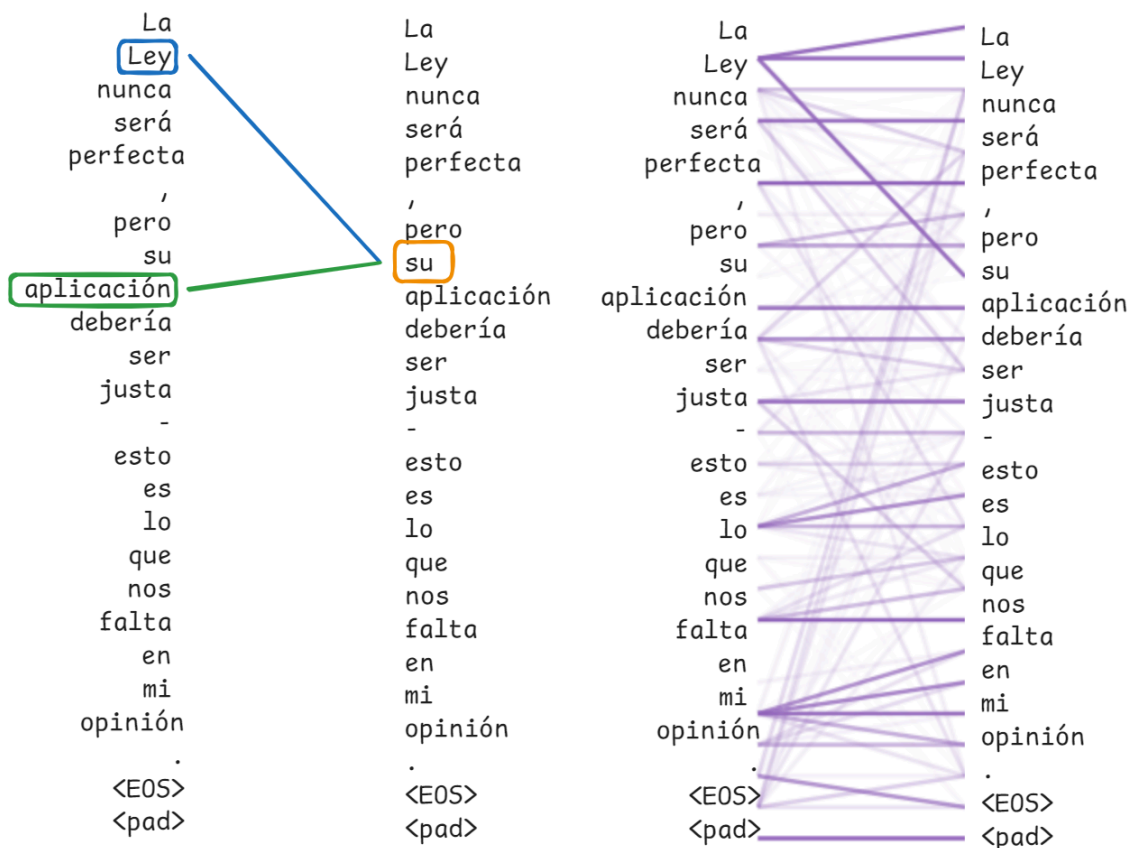 La La La La
Ley Ley Ley Ley
nunca nunca nunca nunca
será será será será
perfecta perfecta perfecta perfecta
, , , ,
pero pero pero pero
su su su su
aplicación aplicación aplicación aplicación
debería debería debería debería
ser ser ser ser
justa justa justa justa
- - - -
esto esto esto esto
es es es es
lo lo lo lo
que que que que
nos nos nos nos
falta falta falta falta
en en en en
mi mi mi mi
opinión opinión opinión opinión
. . . .
<EOS> <EOS> <EOS> <EOS>
<pad> <pad> <pad> <pad>